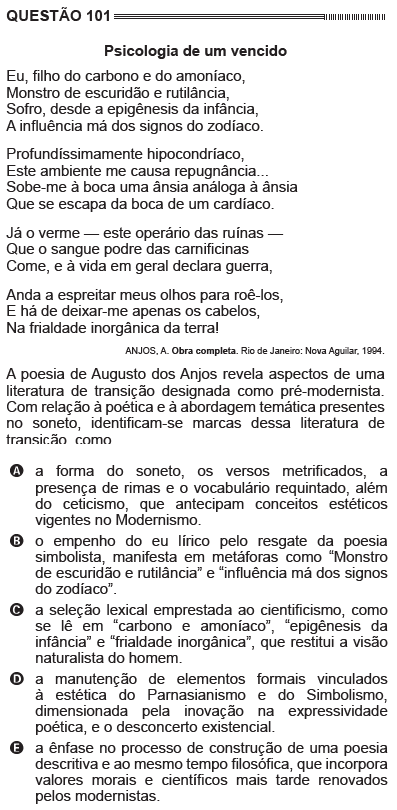 QUESTÃO 101
Psicologia de um vencido
Eu, filho do carbono e do amoníaco,
Monstro de escuridão e rutilância,
Sofro, desde a epigênesis da infância,
A influência má dos signos do zodíaco.
Profundíssimamente hipocondríaco,
Este ambiente me causa repugnância...
Sobe-me à boca uma ânsia análoga à ânsia
Que se escapa da boca de um cardíaco.
Já o verme — este operário das ruínas —
Que o sangue podre das carnificinas
Come, e à vida em geral declara guerra,
Anda a espreitar meus olhos para roê-los,
E há de deixar-me apenas os cabelos,
Na frialdade inorgânica da terra!
ANJOS, A. Obra completa. Rio de Janeiro: Nova Aguilar, 1994.
A poesia de Augusto dos Anjos revela aspectos de uma
literatura de transição designada como pré-modernista.
Com relação à poética e à abordagem temática presentes
no soneto, identificam-se marcas dessa literatura de
transição, como
A a forma do soneto, os versos metrificados, a
presença de rimas e o vocabulário requintado, além
do ceticismo, que antecipam conceitos estéticos
vigentes no Modernismo.
B o empenho do eu lírico pelo resgate da poesia
simbolista, manifesta em metáforas como “Monstro
de escuridão e rutilância” e “influência má dos signos
do zodíaco”.
C a seleção lexical emprestada ao cientificismo, como
se lê em “carbono e amoníaco”, “epigênesis da
infância” e “frialdade inorgânica”, que restitui a visão
naturalista do homem.
D a manutenção de elementos formais vinculados
à estética do Parnasianismo e do Simbolismo,
dimensionada pela inovação na expressividade
poética, e o desconcerto existencial.
E a ênfase no processo de construção de uma poesia
descritiva e ao mesmo tempo filosófica, que incorpora
valores morais e científicos mais tarde renovados
pelos modernistas.